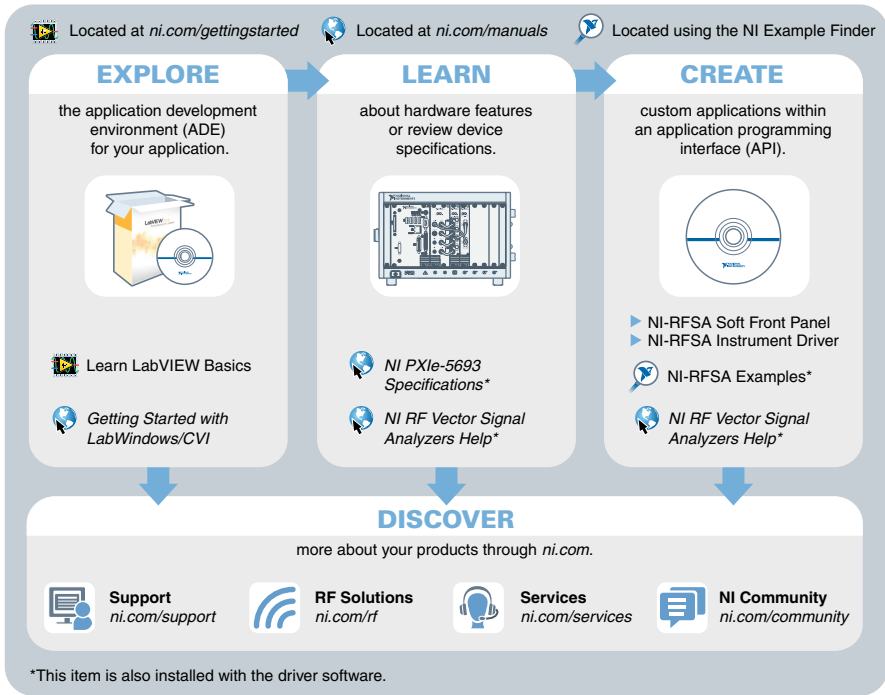 Located at ni.com/gettingstarted
Located at ni.com/manuals
Located using the NI Example Finder
EXPLORE
the application development
environment (ADE)
for your application.
LabVIEW
Learn LabVIEW Basics
Getting Started with
LabWindows/CVI
LEARN
about hardware features
or review device
specifications.
NI PXIe-5693
Specifications*
NI RF Vector Signal
Analyzers Help*
CREATE
custom applications within
an application programming
interface (API).
NI-RFSA Soft Front Panel
NI-RFSA Instrument Driver
NI-RFSA Examples*
NI RF Vector Signal
Analyzers Help*
DISCOVER
more about your products through ni.com.
Support
ni.com/support
RF Solutions
ni.com/rf
Services
ni.com/services
NI Community
ni.com/community
*This item is also installed with the driver software.